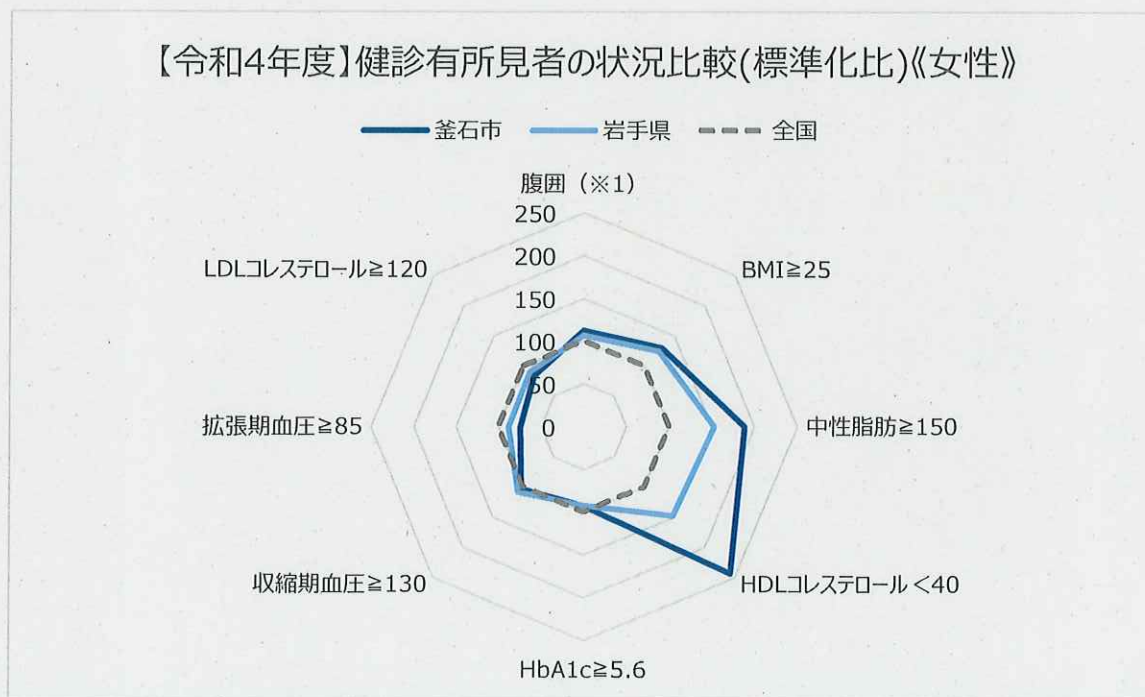 【令和4年度】健診有所見者の状況比較(標準化比)《女性》
釜石市 岩手県 全国
腹囲（※1）
250
200
150
100
50
0
BMI≧25
中性脂肪≧150
HDLコレステロール<40
HbA1c≧5.6
収縮期血圧≧130
拡張期血圧≧85
LDLコレステロール≧120